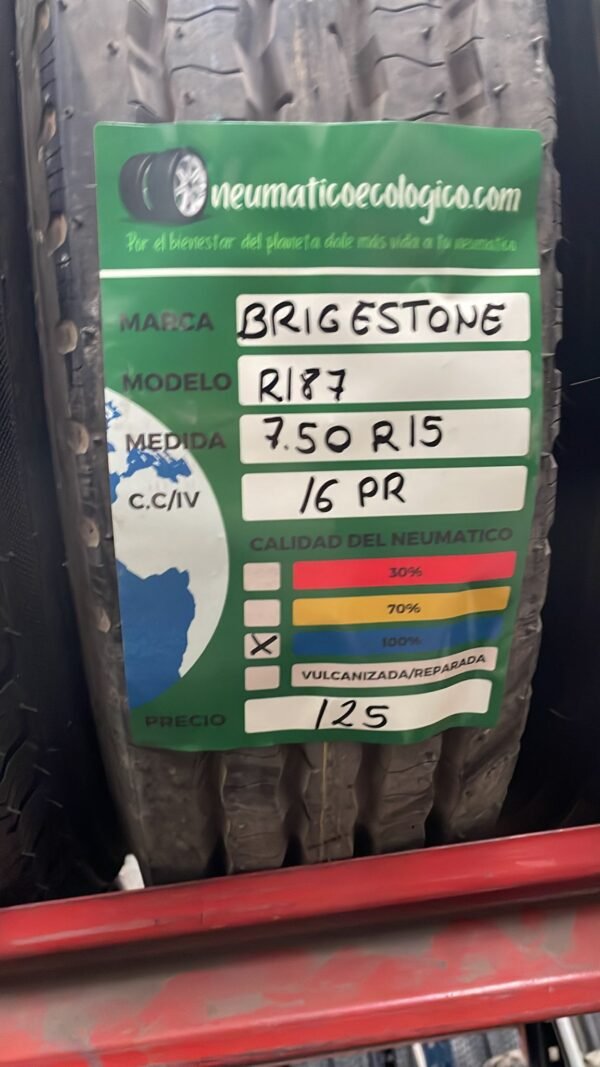 neumaticoecologico.com
Por el bienestar del planeta dale más vida a tu neumatico
MARCA BRIGESTONE
MODELO R187
MEDIDA 7.50 R15
C.C/IV 16 PR
CALIDAD DEL NEUMATICO
30%
70%
X 100%
VULCANIZADA/REPARADA
PRECIO 125